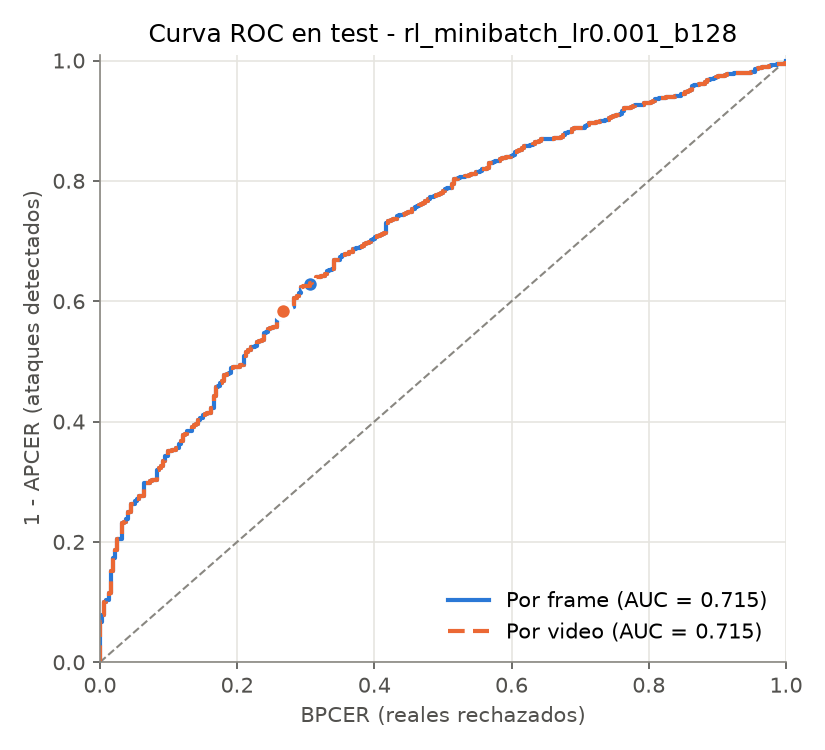 Curva ROC en test - rl_minibatch_lr0.001_b128
1 - APCER (ataques detectados)
1.0
0.8
0.6
0.4
0.2
0.0
Por frame (AUC = 0.715)
Por video (AUC = 0.715)
0.0 0.2 0.4 0.6 0.8 1.0
BPCER (reales rechazados)